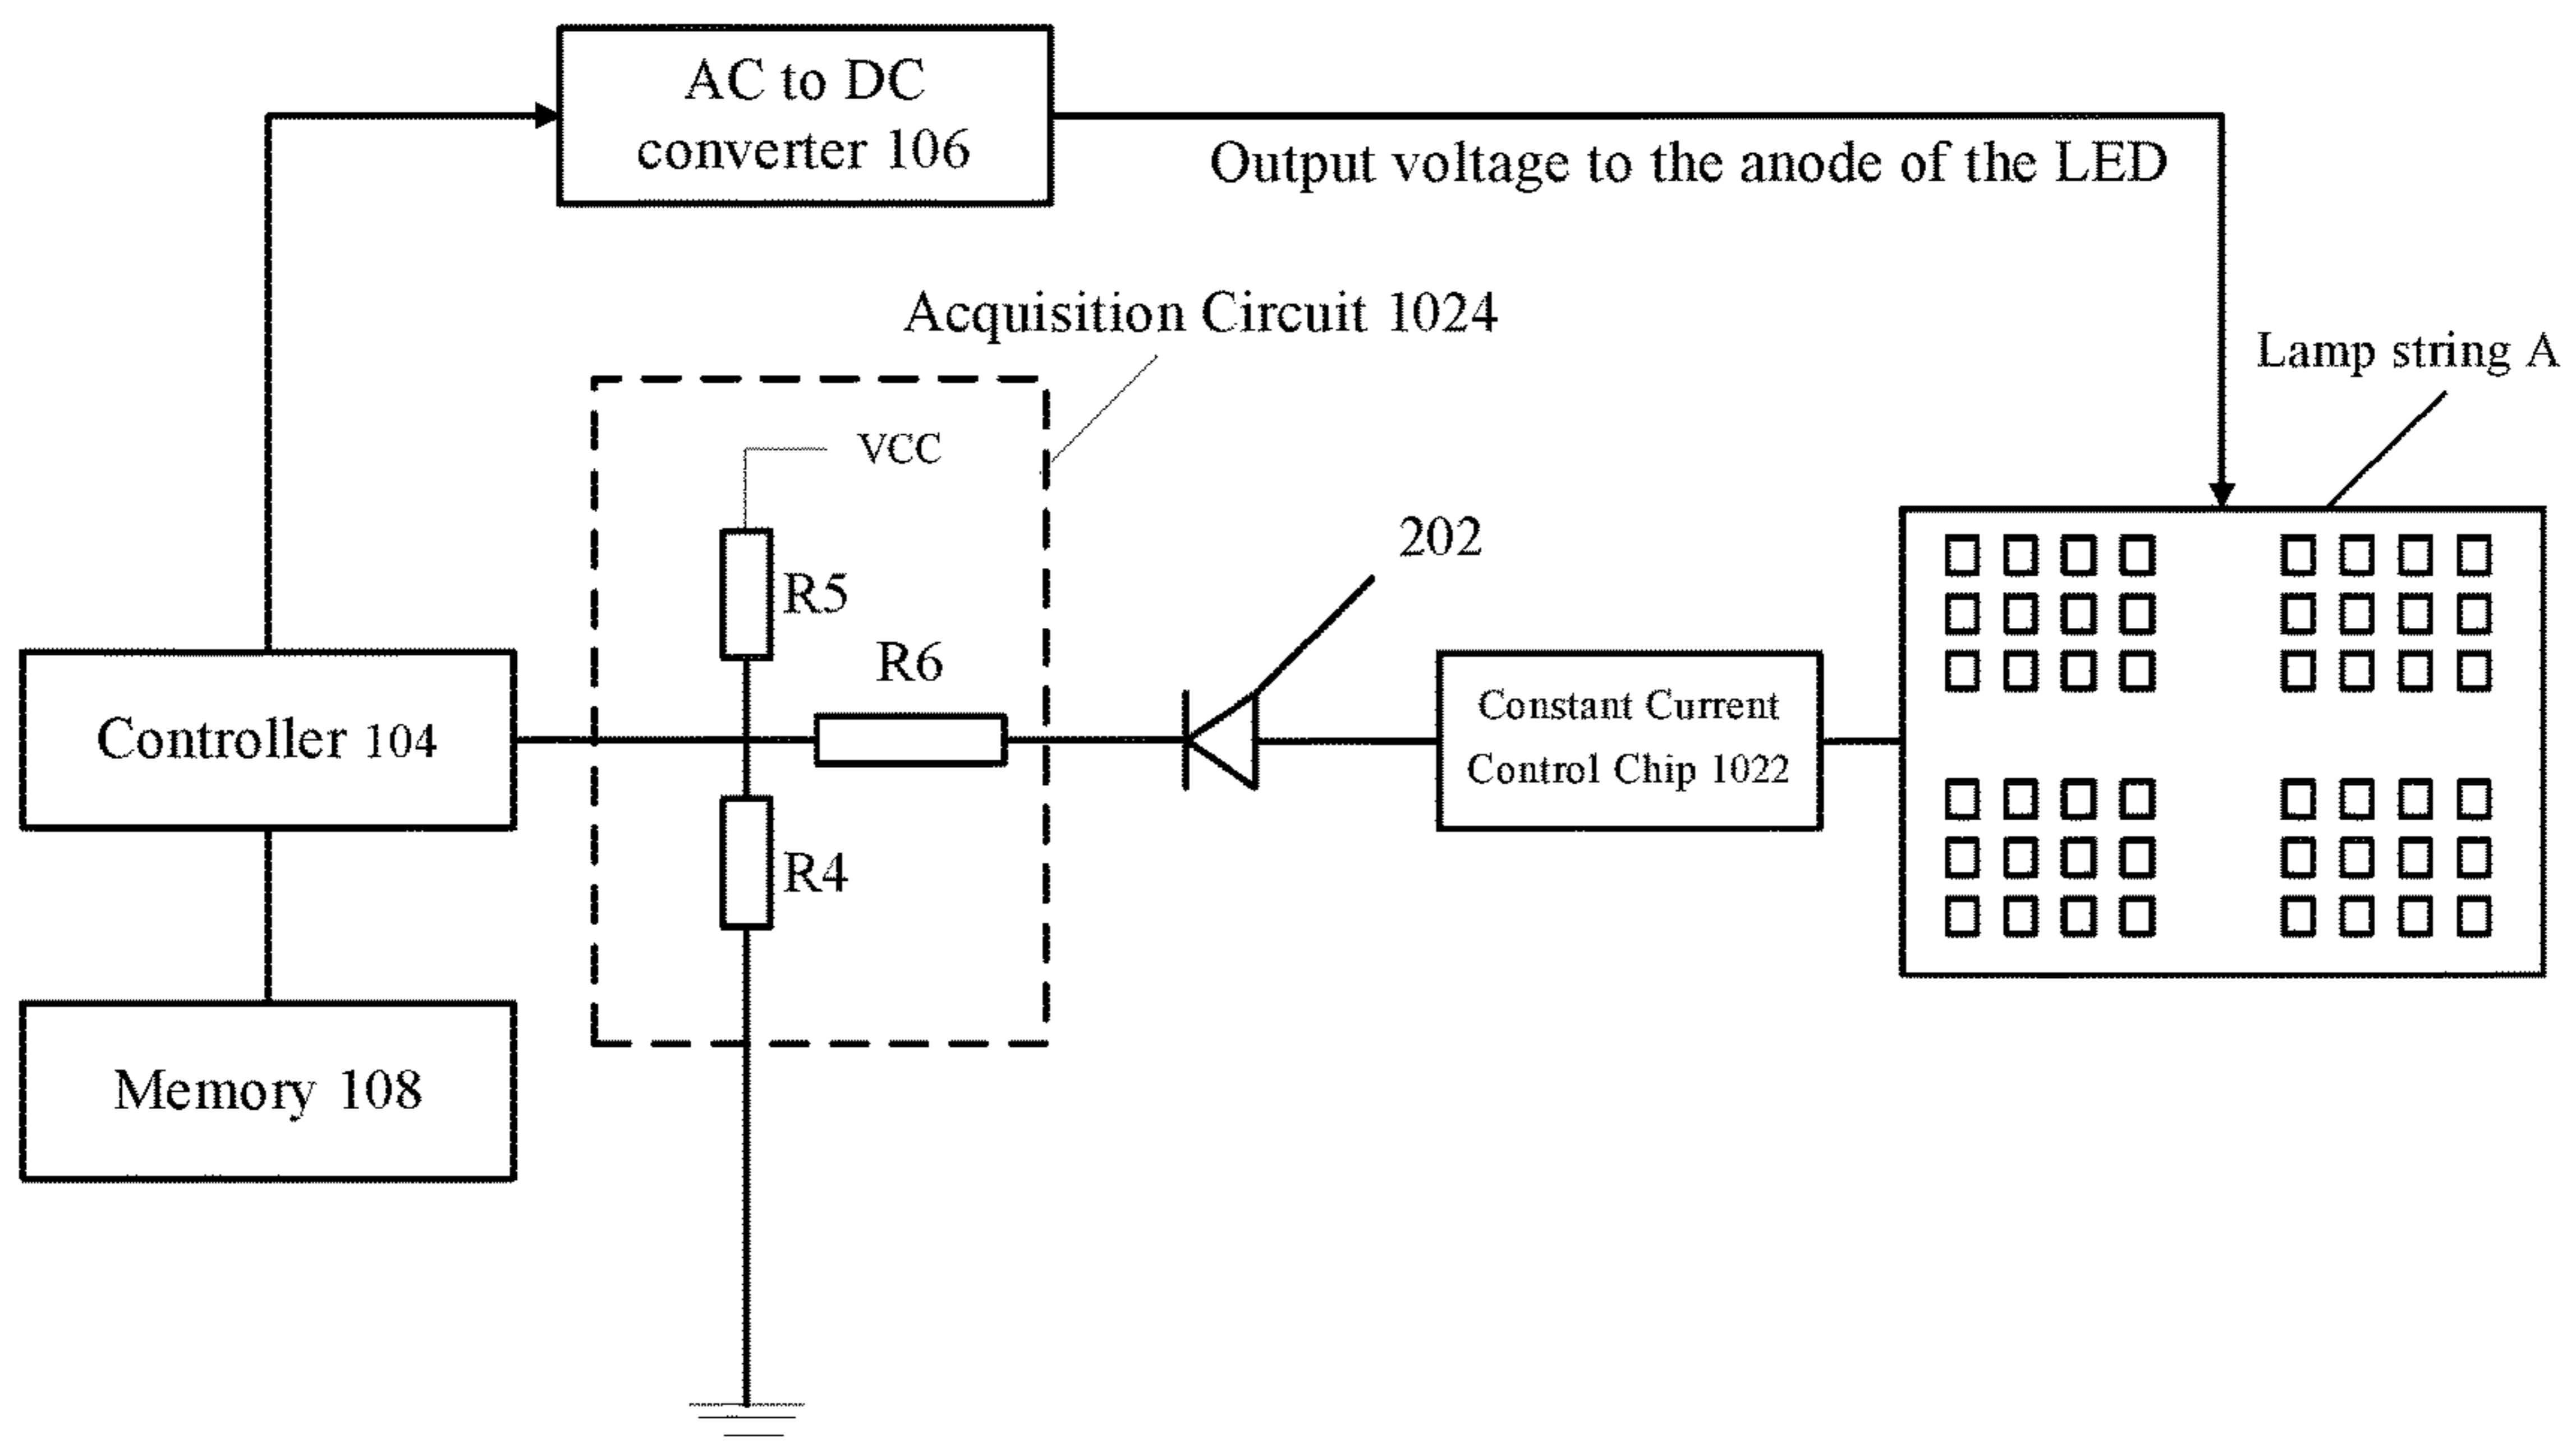 AC to DC
converter 106
Output voltage to the anode of the LED
Acquisition Circuit 1024
Lamp string A
VCC
202
R5
R6
Constant Current
Control Chip 1022
Controller 104
R4
Memory 108